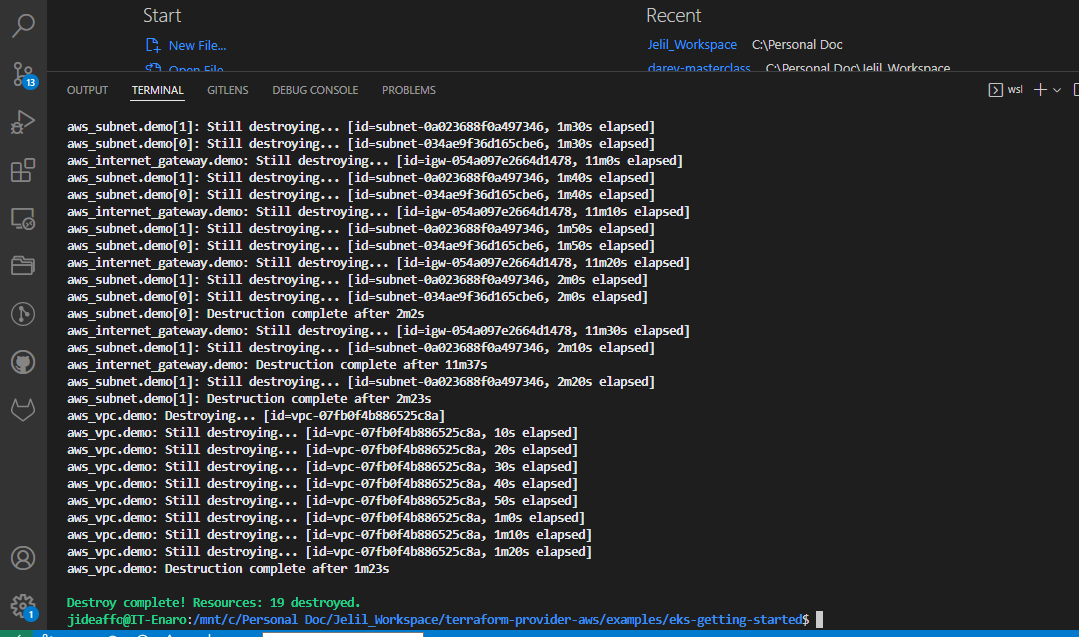 Start
Recent
New File...
Jelil_Workspace C:\Personal Doc
Open File
darey-masterclass C:\Personal Doc\Jelil_Workspace
13
OUTPUT TERMINAL GITLENS DEBUG CONSOLE PROBLEMS
wsl
aws_subnet.demo[1]: Still destroying... [id=subnet-0a023688f0a497346, 1m30s elapsed]
aws_subnet.demo[0]: Still destroying... [id=subnet-034ae9f36d165cbe6, 1m30s elapsed]
aws_internet_gateway.demo: Still destroying... [id=igw-054a097e2664d1478, 11m0s elapsed]
aws_subnet.demo[1]: Still destroying... [id=subnet-0a023688f0a497346, 1m40s elapsed]
aws_subnet.demo[0]: Still destroying... [id=subnet-034ae9f36d165cbe6, 1m40s elapsed]
aws_internet_gateway.demo: Still destroying... [id=igw-054a097e2664d1478, 11m10s elapsed]
aws_subnet.demo[1]: Still destroying... [id=subnet-0a023688f0a497346, 1m50s elapsed]
aws_subnet.demo[0]: Still destroying... [id=subnet-034ae9f36d165cbe6, 1m50s elapsed]
aws_internet_gateway.demo: Still destroying... [id=igw-054a097e2664d1478, 11m20s elapsed]
aws_subnet.demo[1]: Still destroying... [id=subnet-0a023688f0a497346, 2m0s elapsed]
aws_subnet.demo[0]: Still destroying... [id=subnet-034ae9f36d165cbe6, 2m0s elapsed]
aws_subnet.demo[0]: Destruction complete after 2m2s
aws_internet_gateway.demo: Still destroying... [id=igw-054a097e2664d1478, 11m30s elapsed]
aws_subnet.demo[1]: Still destroying... [id=subnet-0a023688f0a497346, 2m10s elapsed]
aws_internet_gateway.demo: Destruction complete after 11m37s
aws_subnet.demo[1]: Still destroying... [id=subnet-0a023688f0a497346, 2m20s elapsed]
aws_subnet.demo[1]: Destruction complete after 2m23s
aws_vpc.demo: Destroying... [id=vpc-07fb0f4b886525c8a]
aws_vpc.demo: Still destroying... [id=vpc-07fb0f4b886525c8a, 10s elapsed]
aws_vpc.demo: Still destroying... [id=vpc-07fb0f4b886525c8a, 20s elapsed]
aws_vpc.demo: Still destroying... [id=vpc-07fb0f4b886525c8a, 30s elapsed]
aws_vpc.demo: Still destroying... [id=vpc-07fb0f4b886525c8a, 40s elapsed]
aws_vpc.demo: Still destroying... [id=vpc-07fb0f4b886525c8a, 50s elapsed]
aws_vpc.demo: Still destroying... [id=vpc-07fb0f4b886525c8a, 1m0s elapsed]
aws_vpc.demo: Still destroying... [id=vpc-07fb0f4b886525c8a, 1m10s elapsed]
aws_vpc.demo: Still destroying... [id=vpc-07fb0f4b886525c8a, 1m20s elapsed]
aws_vpc.demo: Destruction complete after 1m23s
Destroy complete! Resources: 19 destroyed.
1
jideaffo@IT-Enaro:/mnt/c/Personal Doc/Jelil_Workspace/terraform-provider-aws/examples/eks-getting-started$